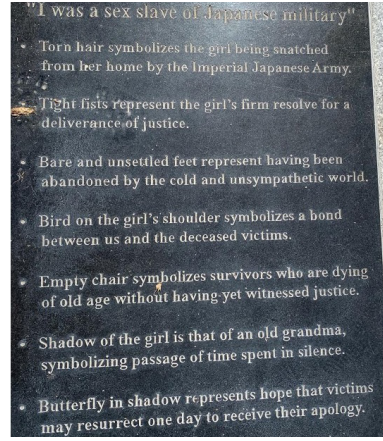 "I was a sex slave of Japanese military"
• Torn hair symbolizes the girl being snatched
from her home by the Imperial Japanese Army.
• Tight fists represent the girl's firm resolve for a
deliverance of justice.
• Bare and unsettled feet represent having been
abandoned by the cold and unsympathetic world.
• Bird on the girl's shoulder symbolizes a bond
between us and the deceased victims.
• Empty chair symbolizes survivors who are dying
of old age without having yet witnessed justice.
• Shadow of the girl is that of an old grandma,
symbolizing passage of time spent in silence.
• Butterfly in shadow represents hope that victims
may resurrect one day to receive their apology.